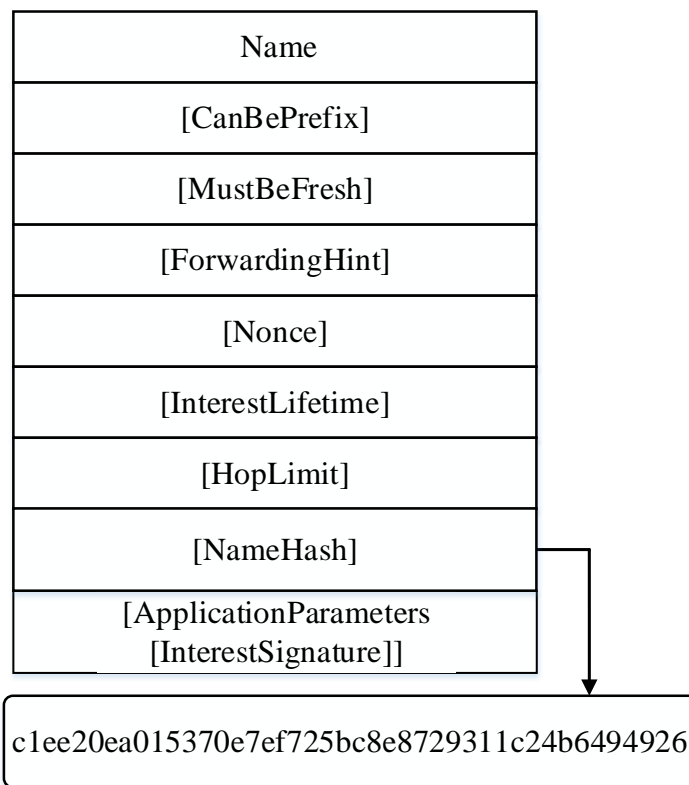 Name
[CanBePrefix]
[MustBeFresh]
[ForwardingHint]
[Nonce]
[InterestLifetime]
[HopLimit]
[NameHash]
[ApplicationParameters
[InterestSignature]]
c1ee20ea015370e7ef725bc8e8729311c24b6494926